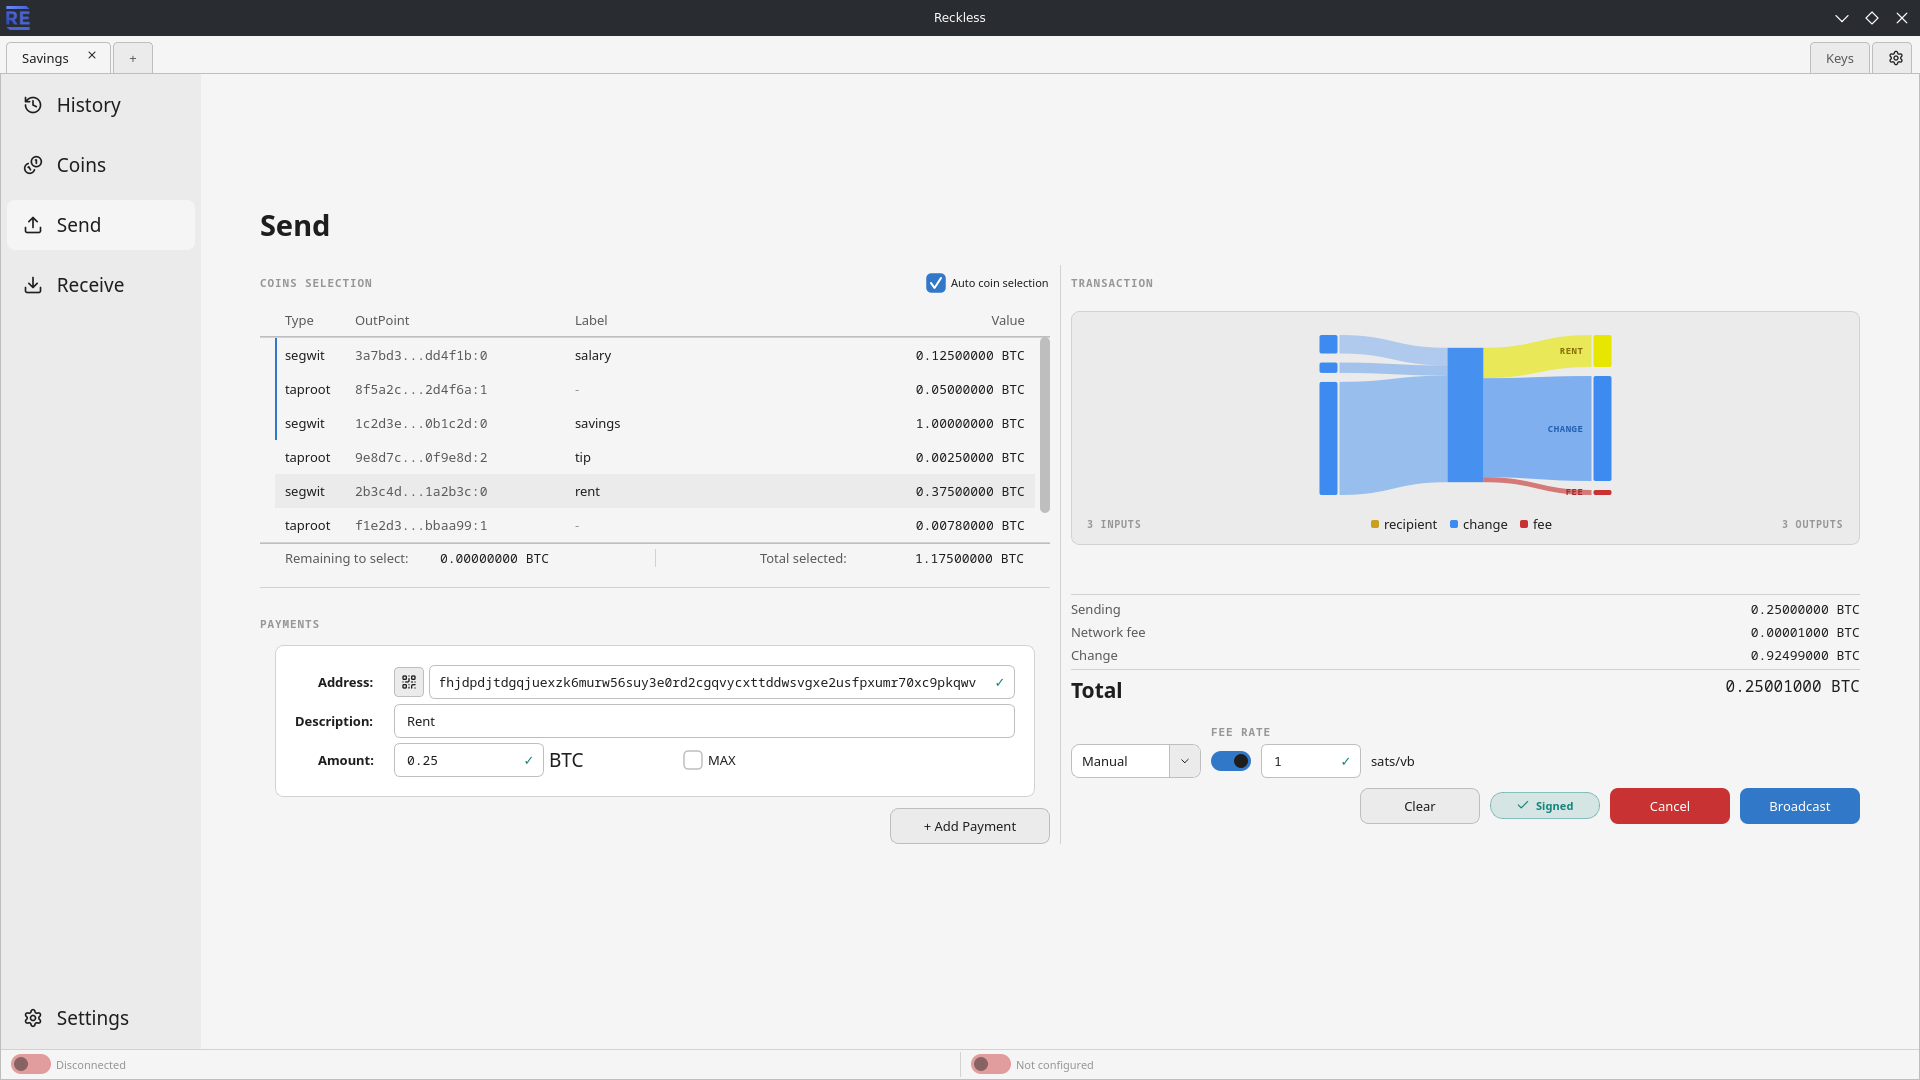 RE
Reckless
Savings
+
Keys
History
Coins
Send
Receive
Settings
Send
COINS SELECTION
Auto coin selection
Type OutPoint Label Value
segwit 3a7bd3...dd4f1b:0 salary 0.12500000 BTC
taproot 8f5a2c...2d4f6a:1 - 0.05000000 BTC
segwit 1c2d3e...0b1c2d:0 savings 1.00000000 BTC
taproot 9e8d7c...0f9e8d:2 tip 0.00250000 BTC
segwit 2b3c4d...1a2b3c:0 rent 0.37500000 BTC
taproot f1e2d3...bbaa99:1 - 0.00780000 BTC
Remaining to select: 0.00000000 BTC Total selected: 1.17500000 BTC
PAYMENTS
Address: fhjdpdjtdgqjuexzk6murw56suy3e0rd2cgqvycxttddwsvgxe2usfpxumr70xc9pkqwv
Description: Rent
Amount: 0.25 BTC MAX
+ Add Payment
TRANSACTION
RENT
CHANGE
FEE
3 INPUTS recipient change fee 3 OUTPUTS
Sending 0.25000000 BTC
Network fee 0.00001000 BTC
Change 0.92499000 BTC
Total 0.25001000 BTC
FEE RATE
Manual 1 sats/vb
Clear Signed Cancel Broadcast
Disconnected
Not configured